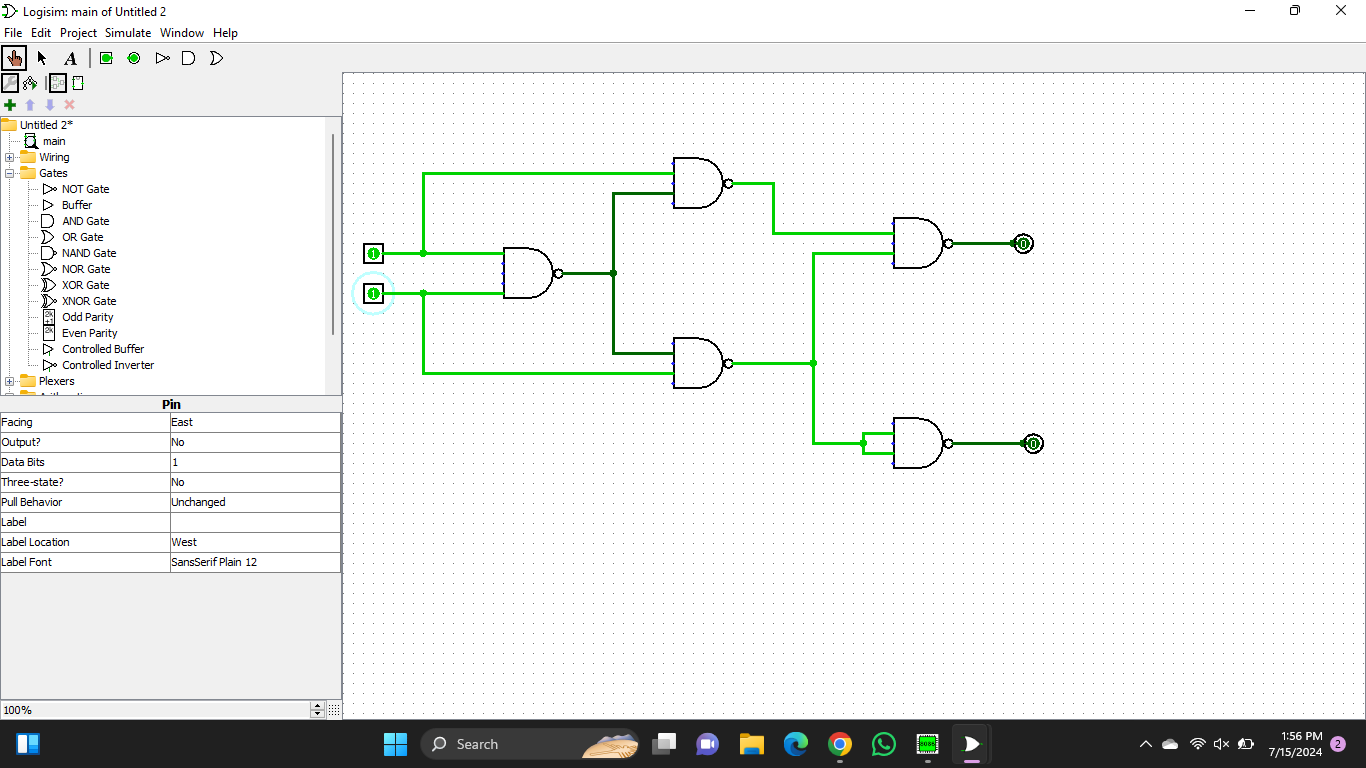 Logisim: main of Untitled 2
File Edit Project Simulate Window Help
A
Untitled 2*
main
Wiring
Gates
NOT Gate
Buffer
AND Gate
OR Gate
NAND Gate
NOR Gate
XOR Gate
XNOR Gate
Odd Parity
Even Parity
Controlled Buffer
Controlled Inverter
Plexers
1
1
0
0
Pin
Facing East
Output? No
Data Bits 1
Three-state? No
Pull Behavior Unchanged
Label
Label Location West
Label Font SansSerif Plain 12
100%
Search
8086
1:56 PM
7/15/2024
2